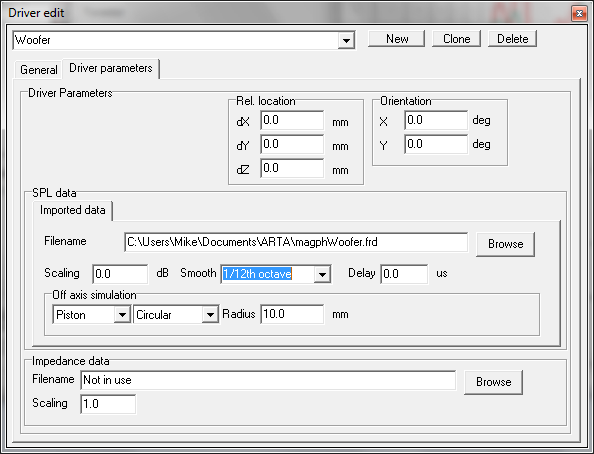 Driver edit
Woofer New Clone Delete
General Driver parameters
Driver Parameters
Rel. location Orientation
dX 0.0 mm X 0.0 deg
dY 0.0 mm Y 0.0 deg
dZ 0.0 mm
SPL data
Imported data
Filename C:\Users\Mike\Documents\ARTA\magphWoofer.frd Browse
Scaling 0.0 dB Smooth 1/12th octave Delay 0.0 us
Off axis simulation
Piston Circular Radius 10.0 mm
Impedance data
Filename Not in use Browse
Scaling 1.0